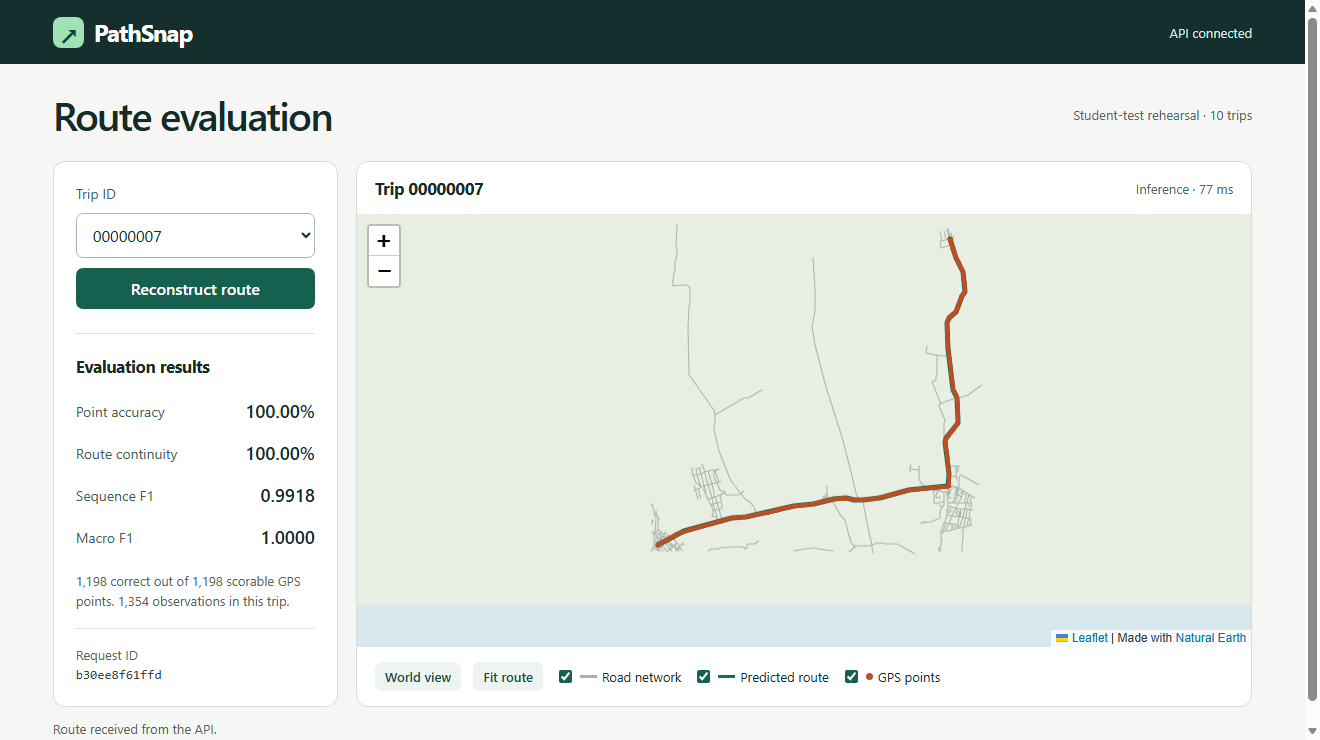 PathSnap
API connected
Route evaluation
Student-test rehearsal · 10 trips
Trip ID
00000007
Reconstruct route
Evaluation results
Point accuracy 100.00%
Route continuity 100.00%
Sequence F1 0.9918
Macro F1 1.0000
1,198 correct out of 1,198 scorable GPS
points. 1,354 observations in this trip.
Request ID
b30ee8f61ffd
Trip 00000007
Inference · 77 ms
+
−
Leaflet | Made with Natural Earth
World view
Fit route
Road network
Predicted route
GPS points
Route received from the API.